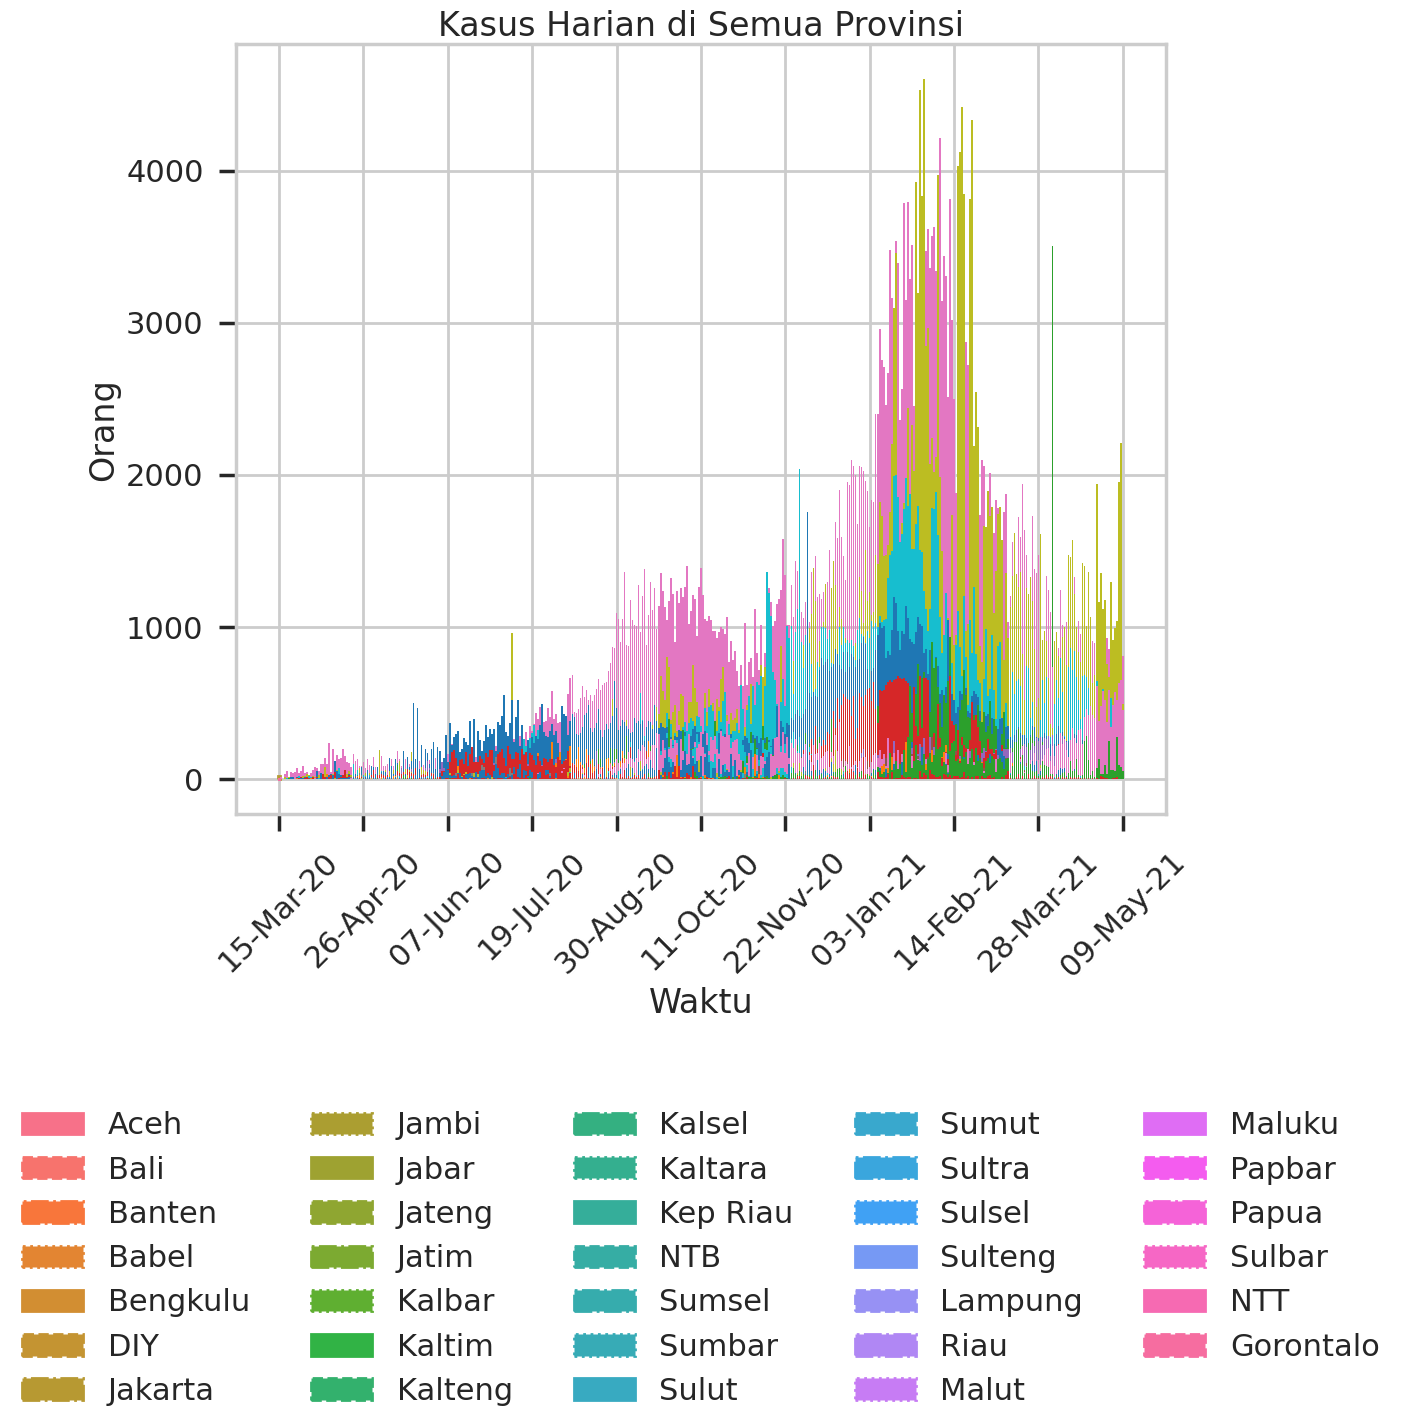 Kasus Harian di Semua Provinsi
4000
3000
2000
1000
0
Orang
15-Mar-20
26-Apr-20
07-Jun-20
19-Jul-20
30-Aug-20
11-Oct-20
22-Nov-20
03-Jan-21
14-Feb-21
28-Mar-21
09-May-21
Waktu
Aceh
Bali
Banten
Babel
Bengkulu
DIY
Jakarta
Jambi
Jabar
Jateng
Jatim
Kalbar
Kaltim
Kalteng
Kalsel
Kaltara
Kep Riau
NTB
Sumsel
Sumbar
Sulut
Sumut
Sultra
Sulsel
Sulteng
Lampung
Riau
Malut
Maluku
Papbar
Papua
Sulbar
NTT
Gorontalo